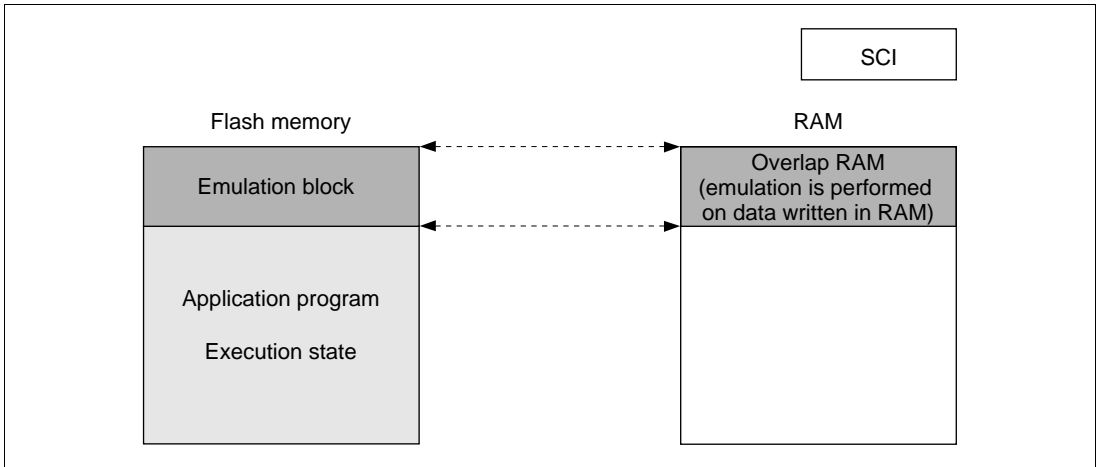 SCI
Flash memory
RAM
Emulation block
Overlap RAM
(emulation is performed
on data written in RAM)
Application program
Execution state